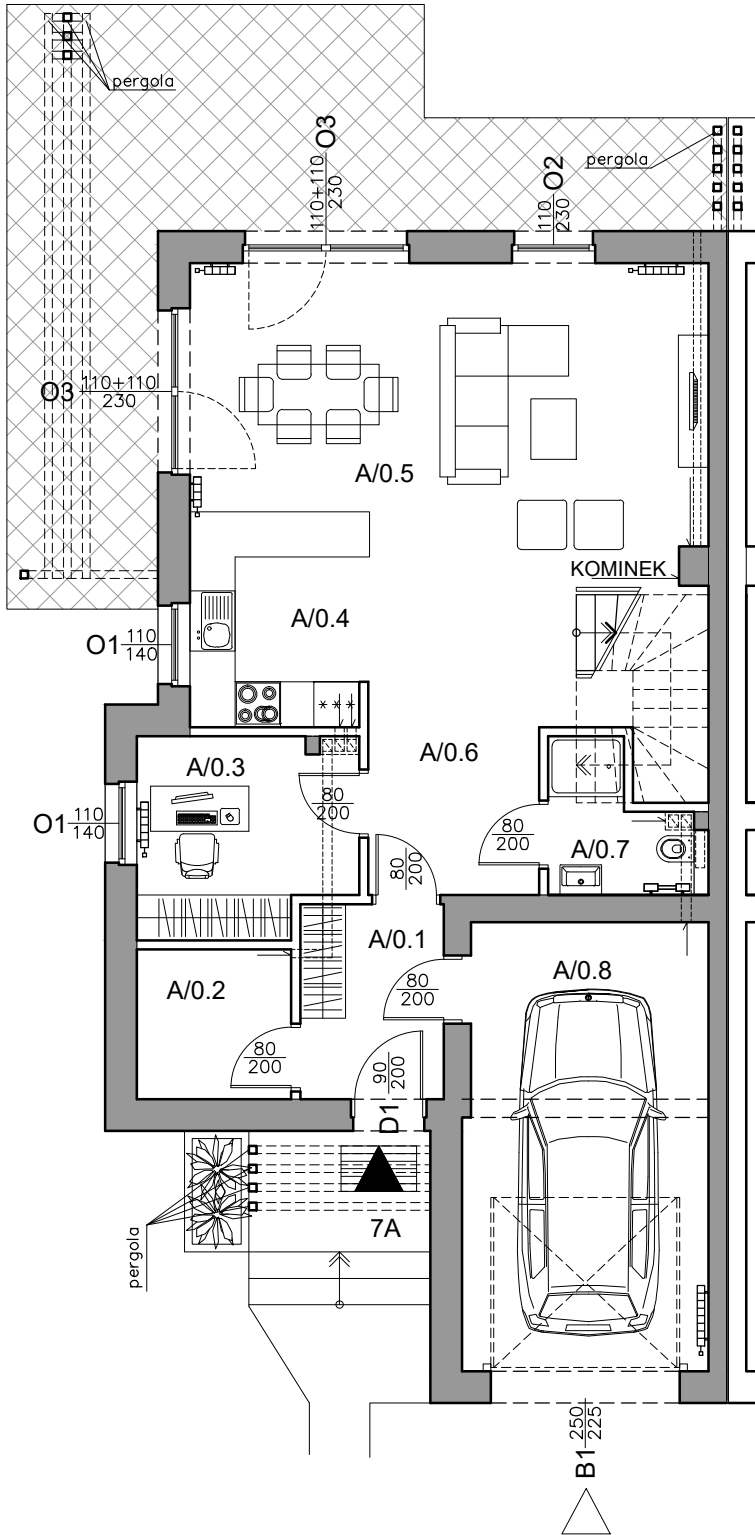 pergola
O3
110+110
230
O2
110
230
pergola
O3
110+110
230
A/0.5
KOMINEK
A/0.4
O1
110
140
A/0.6
A/0.3
80
200
O1
110
140
80
200
80
200
A/0.7
A/0.1
A/0.2
A/0.8
80
200
80
200
90
200
D1
7A
pergola
B1
250
225